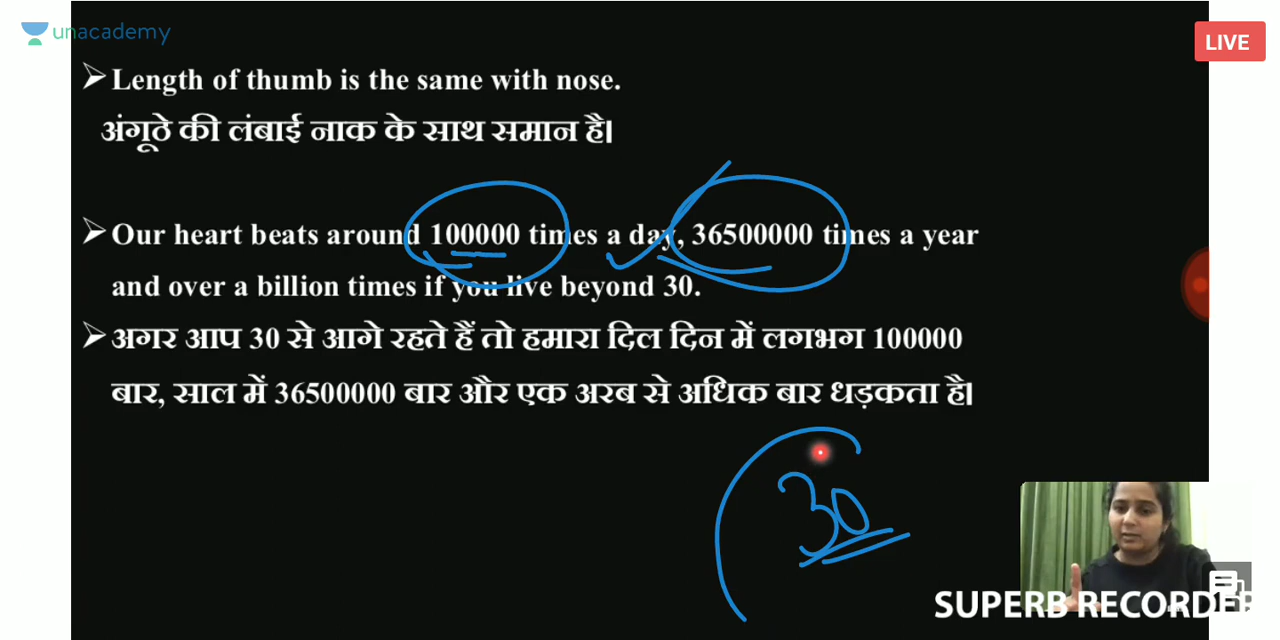 unacademy
LIVE
➢ Length of thumb is the same with nose.
अंगूठे की लंबाई नाक के साथ समान है।
➢ Our heart beats around 100000 times a day, 36500000 times a year
and over a billion times if you live beyond 30.
➢ अगर आप 30 से आगे रहते हैं तो हमारा दिल दिन में लगभग 100000
बार, साल में 36500000 बार और एक अरब से अधिक बार धड़कता है।
30
SUPERB RECORDER